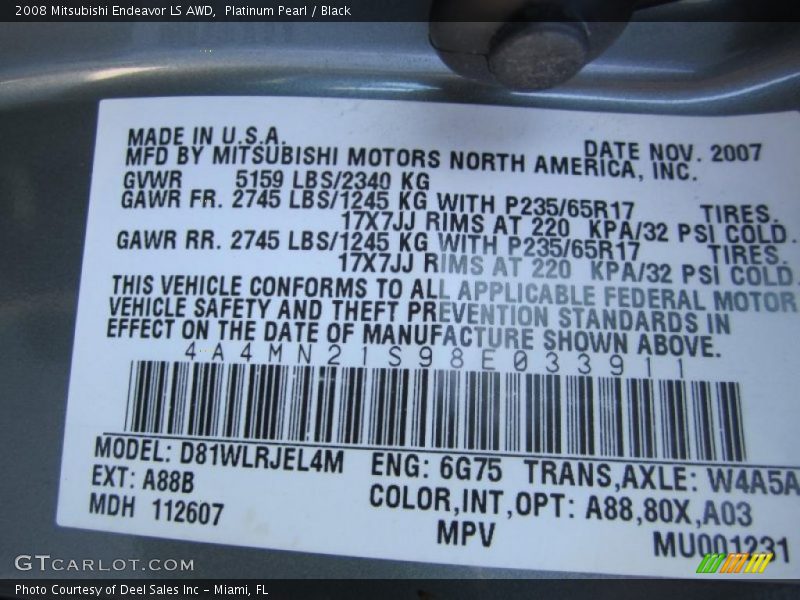 2008 Mitsubishi Endeavor LS AWD,  Platinum Pearl / Black
MADE IN U.S.A. DATE NOV. 2007
MFD BY MITSUBISHI MOTORS NORTH AMERICA, INC.
GVWR 5159 LBS/2340 KG
GAWR FR. 2745 LBS/1245 KG WITH P235/65R17 TIRES.
17X7JJ RIMS AT 220 KPA/32 PSI COLD.
GAWR RR. 2745 LBS/1245 KG WITH P235/65R17 TIRES.
17X7JJ RIMS AT 220 KPA/32 PSI COLD.
THIS VEHICLE CONFORMS TO ALL APPLICABLE FEDERAL MOTOR
VEHICLE SAFETY AND THEFT PREVENTION STANDARDS IN
EFFECT ON THE DATE OF MANUFACTURE SHOWN ABOVE.
4A4MN21S98E033911
MODEL: D81WLRJEL4M ENG: 6G75 TRANS,AXLE: W4A5A
EXT: A88B COLOR,INT,OPT: A88,80X,A03
MDH 112607 MPV MU001231
GTCARLOT.COM
Photo Courtesy of Deel Sales Inc - Miami, FL